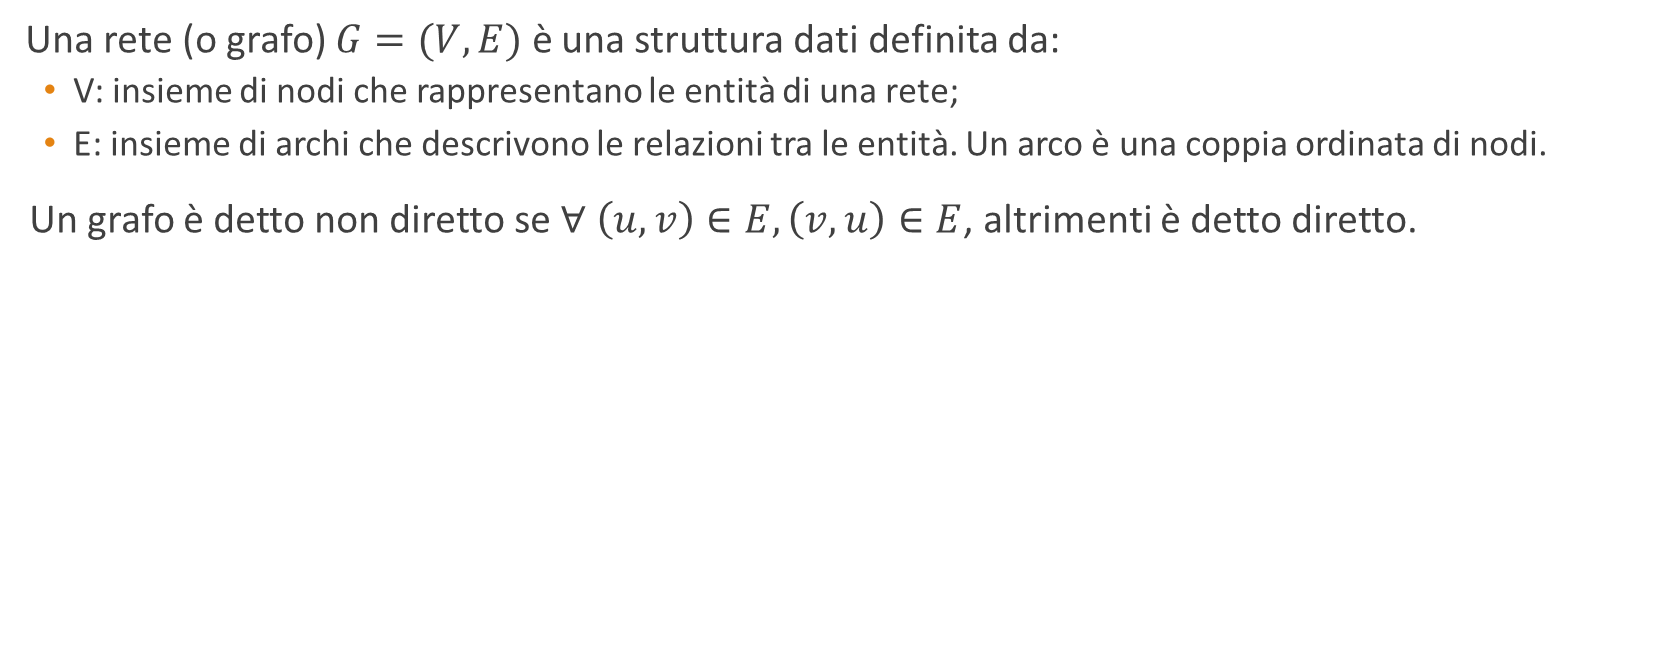 Una rete (o grafo) 𝐺 = (𝑉, 𝐸) è una struttura dati definita da:
• V: insieme di nodi che rappresentano le entità di una rete;
• E: insieme di archi che descrivono le relazioni tra le entità. Un arco è una coppia ordinata di nodi.
Un grafo è detto non diretto se ∀ (𝑢, 𝑣) ∈ 𝐸, (𝑣, 𝑢) ∈ 𝐸, altrimenti è detto diretto.